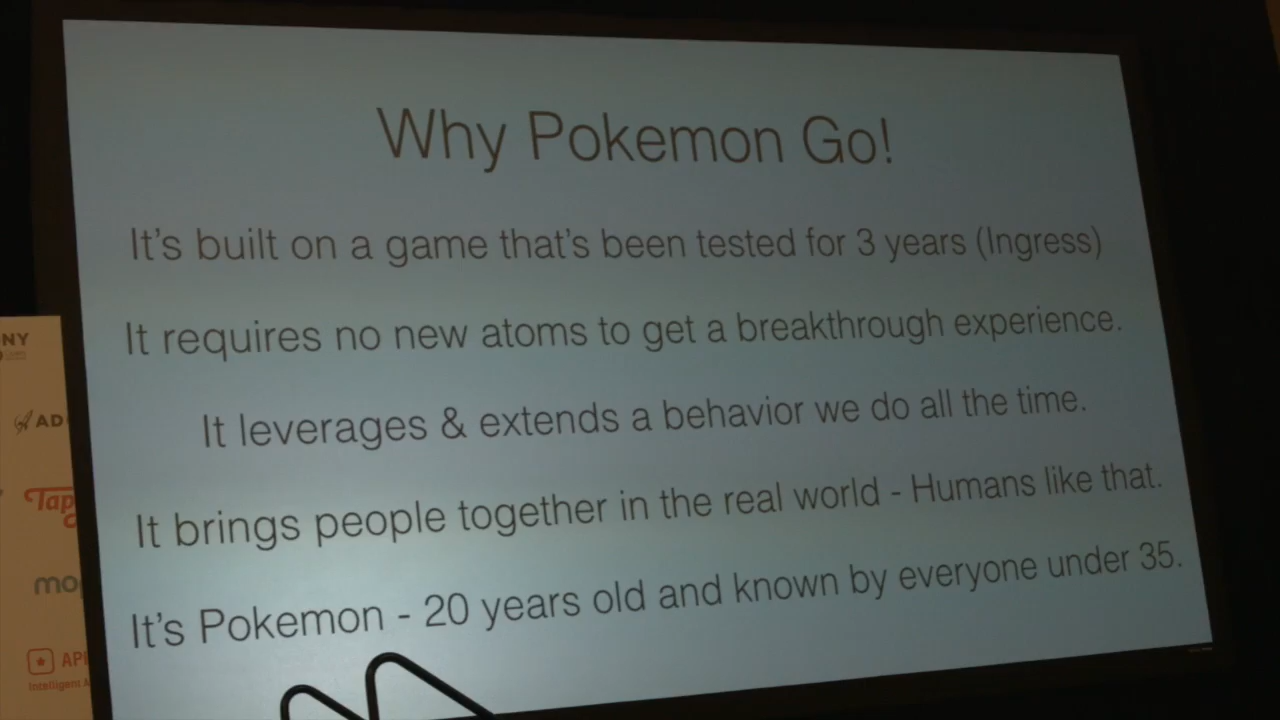 Why Pokemon Go!
It's built on a game that's been tested for 3 years (Ingress)
It requires no new atoms to get a breakthrough experience.
It leverages & extends a behavior we do all the time.
It brings people together in the real world - Humans like that.
It's Pokemon - 20 years old and known by everyone under 35.
NY
AD
Tap
mo
AP
Intelligent